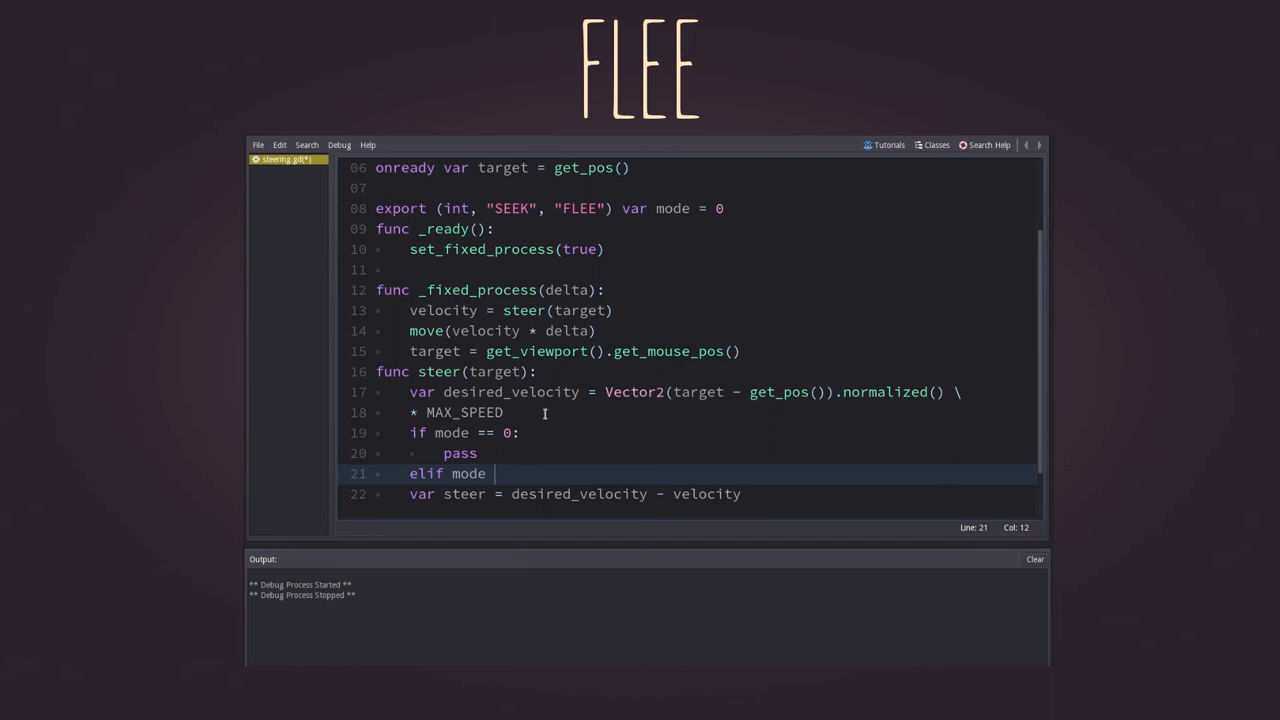 FLEE
File Edit Search Debug Help Tutorials Classes Search Help
steering.gd(*)
06 onready var target = get_pos()
07
08 export (int, "SEEK", "FLEE") var mode = 0
09 func _ready():
10 set_fixed_process(true)
11
12 func _fixed_process(delta):
13 velocity = steer(target)
14 move(velocity * delta)
15 target = get_viewport().get_mouse_pos()
16 func steer(target):
17 var desired_velocity = Vector2(target - get_pos()).normalized() \
18 * MAX_SPEED
19 if mode == 0:
20 pass
21 elif mode
22 var steer = desired_velocity - velocity
Line: 21 Col: 12
Output: Clear
** Debug Process Started **
** Debug Process Stopped **